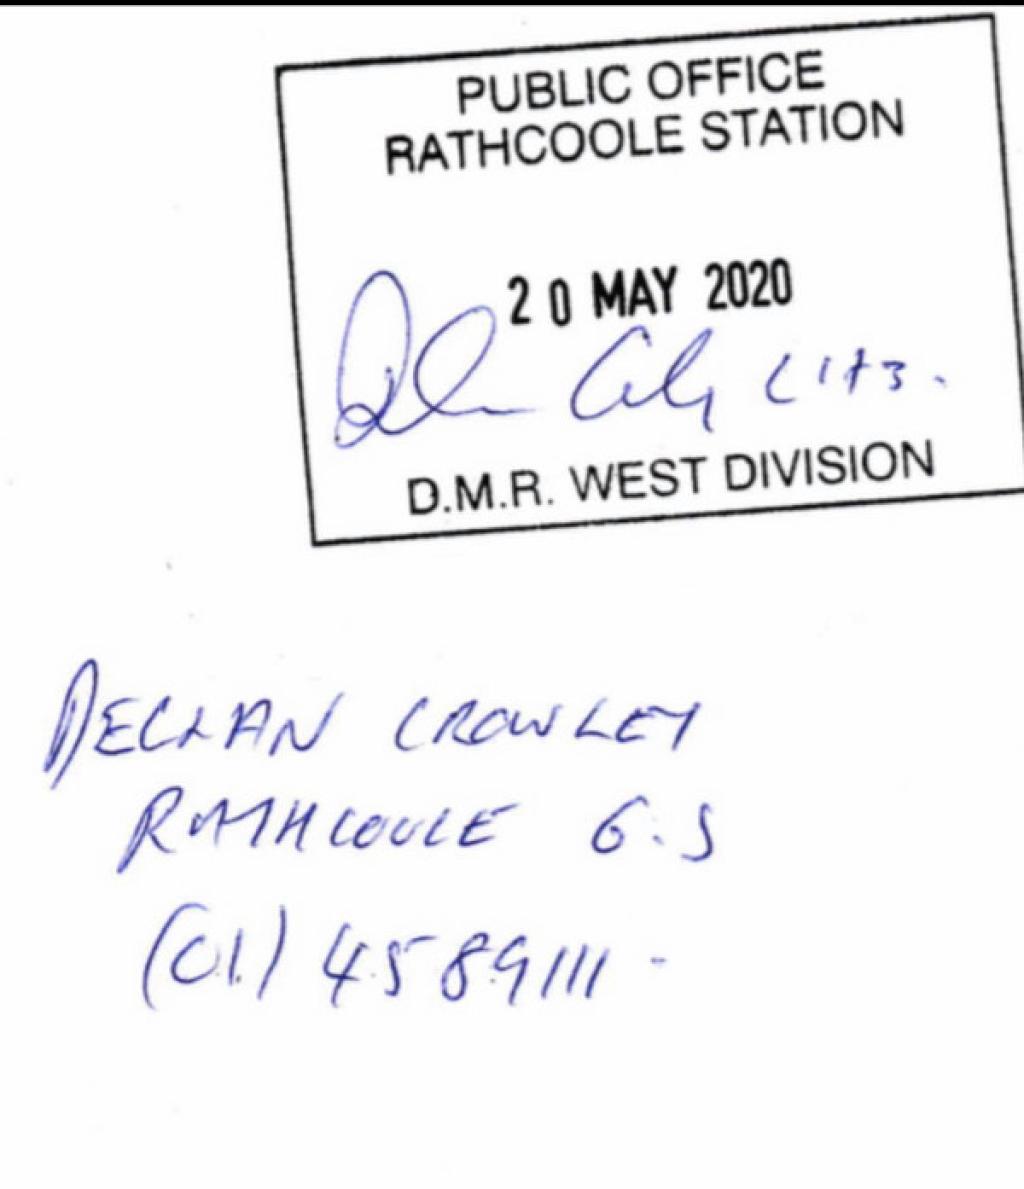 PUBLIC OFFICE
RATHCOOLE STATION
20 MAY 2020
D.M.R. WEST DIVISION
DECLAN CROWLEY
RATHCOOLE G.S
(01) 4589111